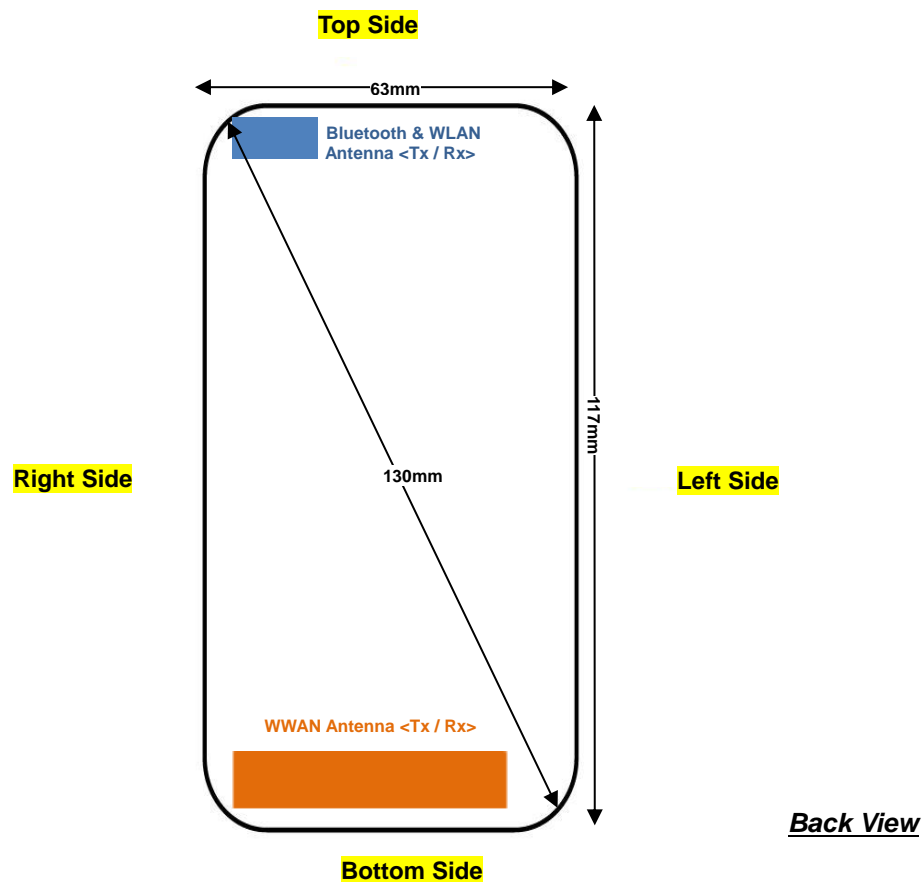 Top Side
63mm
Bluetooth & WLAN
Antenna <Tx / Rx>
117mm
Right Side
130mm
Left Side
WWAN Antenna <Tx / Rx>
Back View
Bottom Side